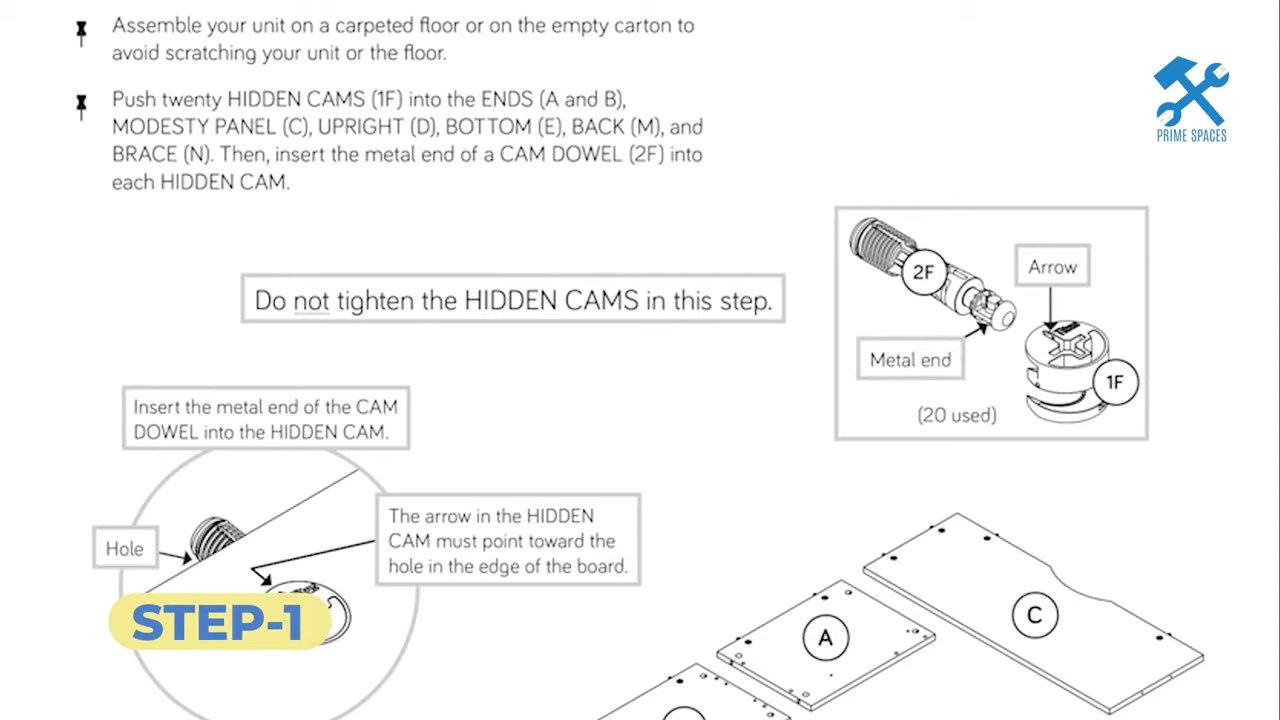 Assemble your unit on a carpeted floor or on the empty carton to
avoid scratching your unit or the floor.
Push twenty HIDDEN CAMS (1F) into the ENDS (A and B),
MODESTY PANEL (C), UPRIGHT (D), BOTTOM (E), BACK (M), and
BRACE (N). Then, insert the metal end of a CAM DOWEL (2F) into
each HIDDEN CAM.
PRIME SPACES
Do not tighten the HIDDEN CAMS in this step.
2F
Arrow
Metal end
1F
(20 used)
Insert the metal end of the CAM
DOWEL into the HIDDEN CAM.
The arrow in the HIDDEN
CAM must point toward the
hole in the edge of the board.
Hole
STEP-1
A
C